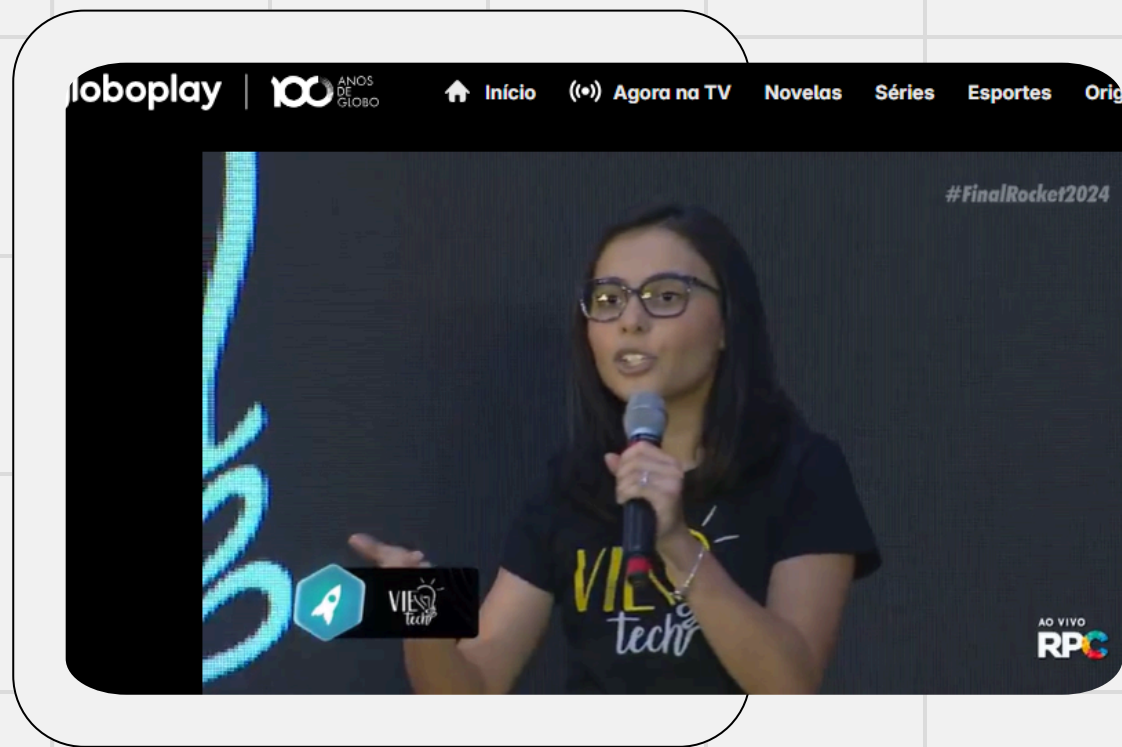 loboplay | 100 ANOS DE GLOBO Início Agora na TV Novelas Séries Esportes Orig
#FinalRocket2024
VIE
tech
VIEW
tech
AO VIVO
RPC